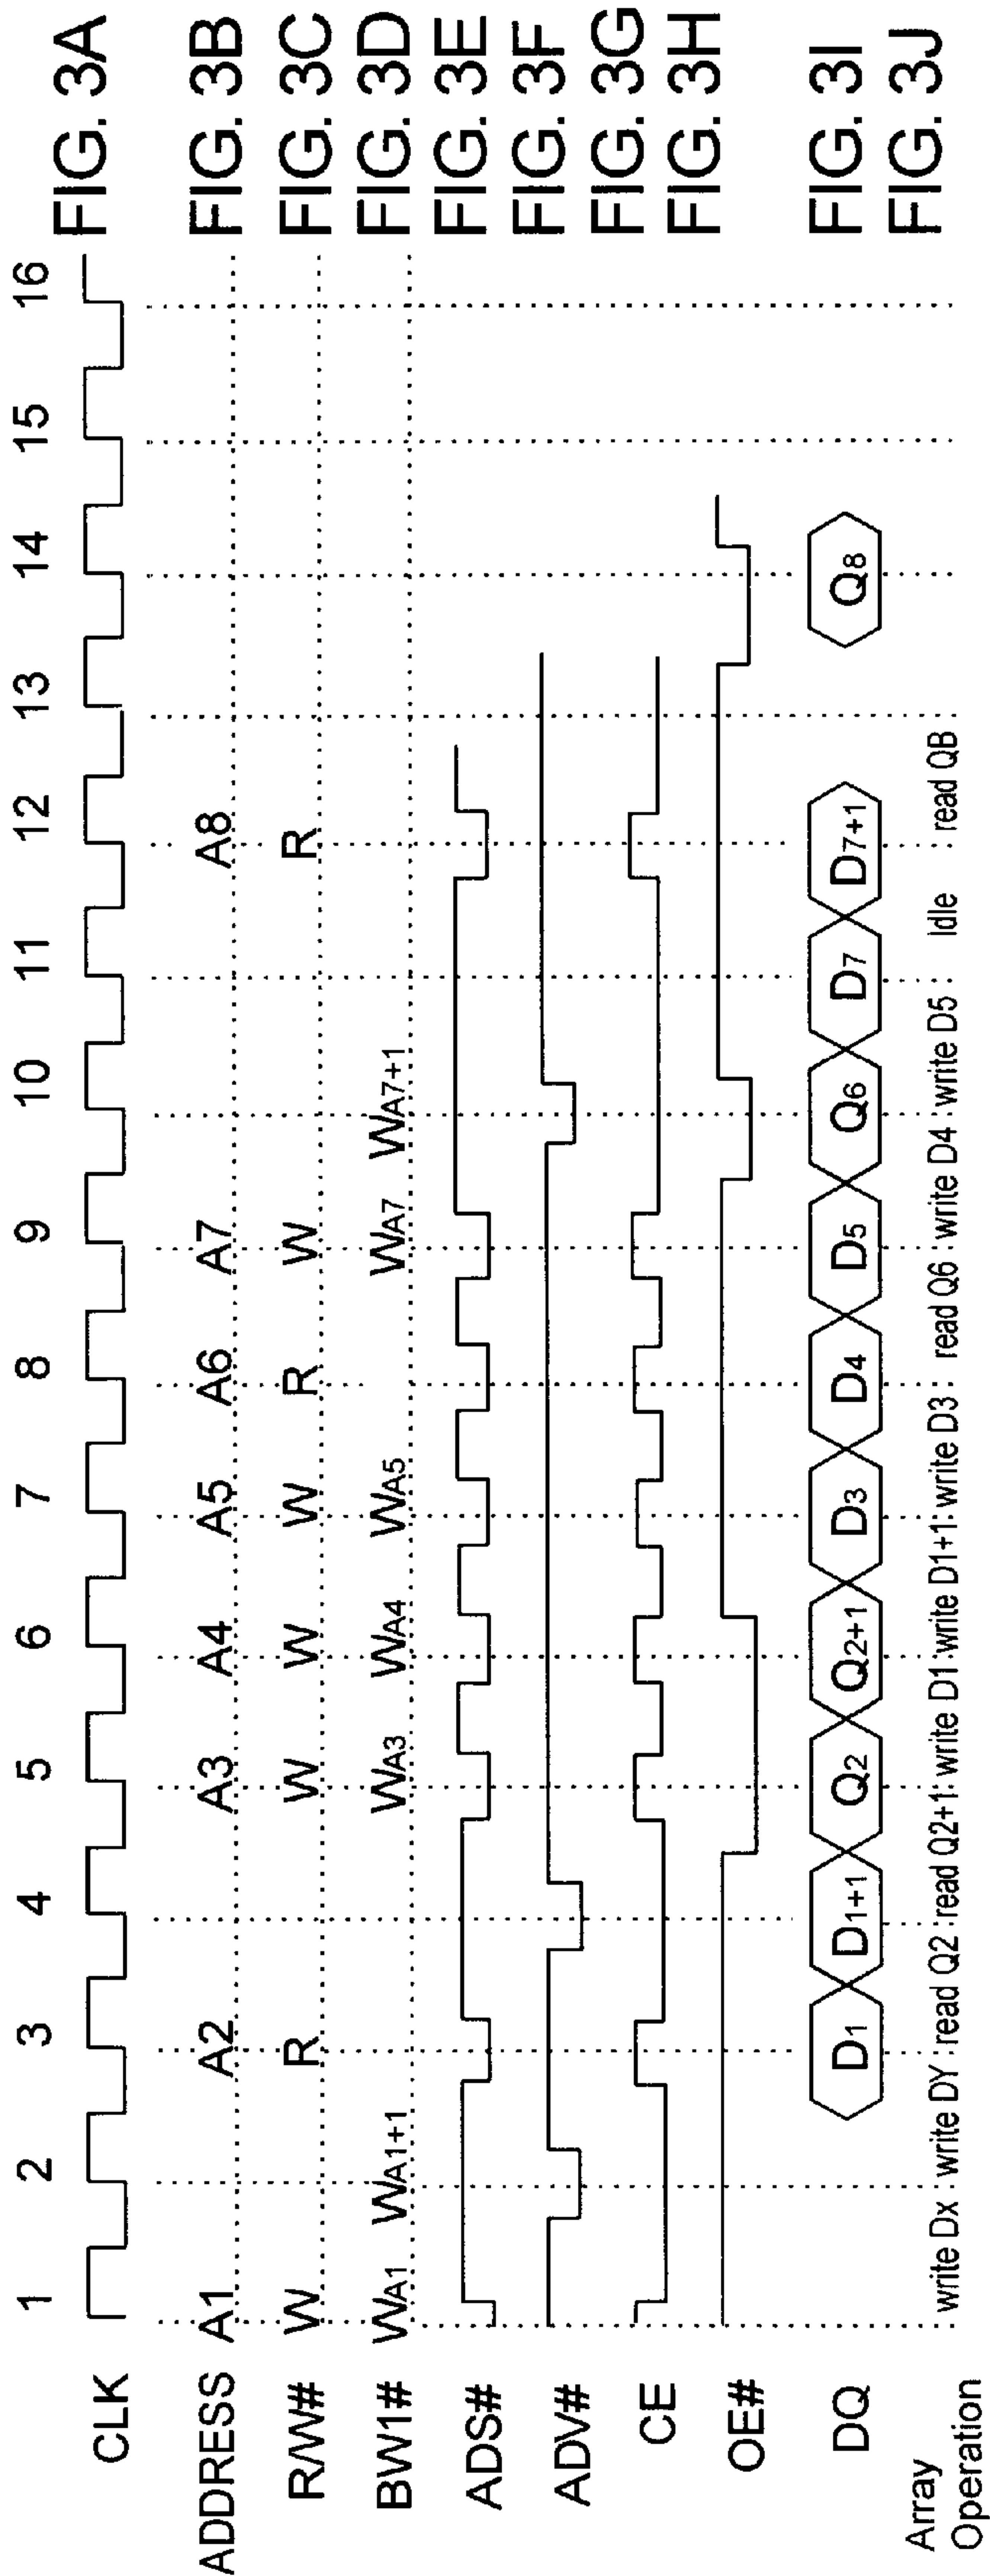 1 2 3 4 5 6 7 8 9 10 11 12 13 14 15 16
CLK FIG. 3A
ADDRESS A1 A2 A3 A4 A5 A6 A7 A8 FIG. 3B
R/W# W R W W W R W R FIG. 3C
BW1# WA1 WA1+1 WA3 WA4 WA5 WA7 WA7+1 FIG. 3D
ADS# FIG. 3E
ADV# FIG. 3F
CE FIG. 3G
OE# FIG. 3H
DQ D1 D1+1 Q2 Q2+1 D3 D4 D5 Q6 D7 D7+1 Q8 FIG. 3I
Array
Operation write Dx write DY read Q2 read Q2+1 write D1 write D1+1 write D3 read Q6 write D4 write D5 Idle read QB FIG. 3J